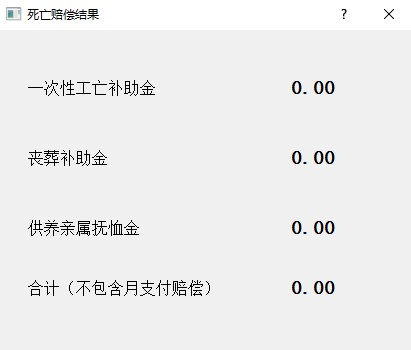 死亡赔偿结果
一次性工亡补助金 0.00
丧葬补助金 0.00
供养亲属抚恤金 0.00
合计（不包含月支付赔偿） 0.00